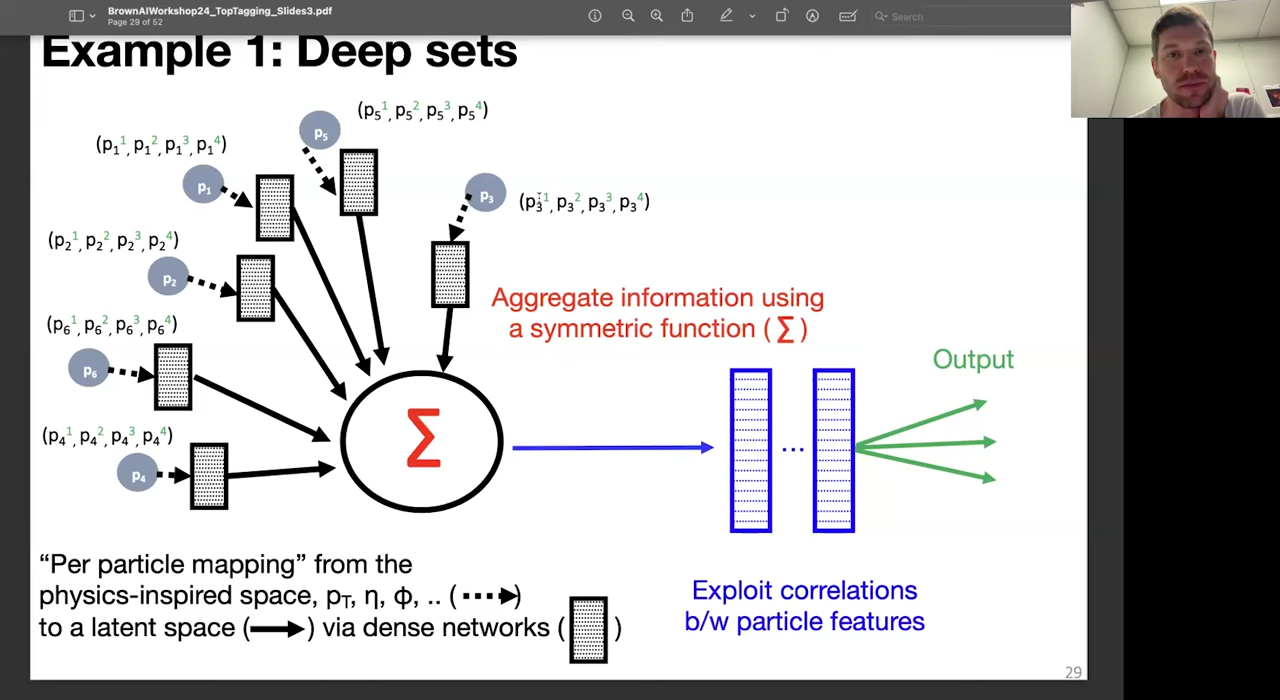 BrownAIWorkshop24_TopTagging_Slides3.pdf
Page 29 of 52
Search
Example 1: Deep sets
(p₅¹, p₅², p₅³, p₅⁴)
p₅
(p₁¹, p₁², p₁³, p₁⁴)
p₁
p₃
(p₃¹, p₃², p₃³, p₃⁴)
(p₂¹, p₂², p₂³, p₂⁴)
p₂
Aggregate information using
a symmetric function ( Σ )
(p₆¹, p₆², p₆³, p₆⁴)
p₆
Output
Σ
(p₄¹, p₄², p₄³, p₄⁴)
p₄
...
“Per particle mapping” from the
physics-inspired space, pT, η, φ, .. ( )
to a latent space ( ) via dense networks ( )
Exploit correlations
b/w particle features
29